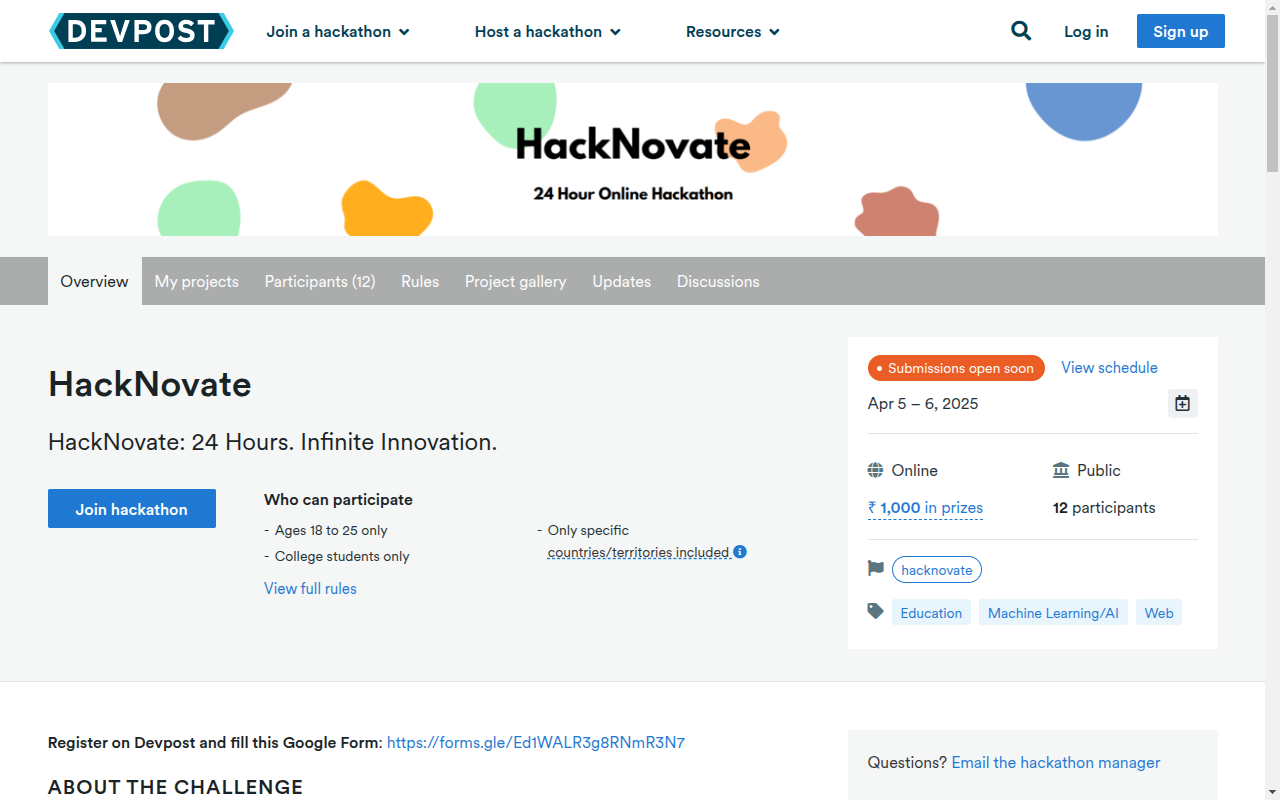 DEVPOST Join a hackathon Host a hackathon Resources Log in Sign up
HackNovate
24 Hour Online Hackathon
Overview My projects Participants (12) Rules Project gallery Updates Discussions
HackNovate
HackNovate: 24 Hours. Infinite Innovation.
Join hackathon
Who can participate
- Ages 18 to 25 only
- College students only
- Only specific
countries/territories included
View full rules
Submissions open soon View schedule
Apr 5 – 6, 2025
Online Public
₹ 1,000 in prizes 12 participants
hacknovate
Education Machine Learning/AI Web
Register on Devpost and fill this Google Form: https://forms.gle/Ed1WALR3g8RNmR3N7
ABOUT THE CHALLENGE
Questions? Email the hackathon manager